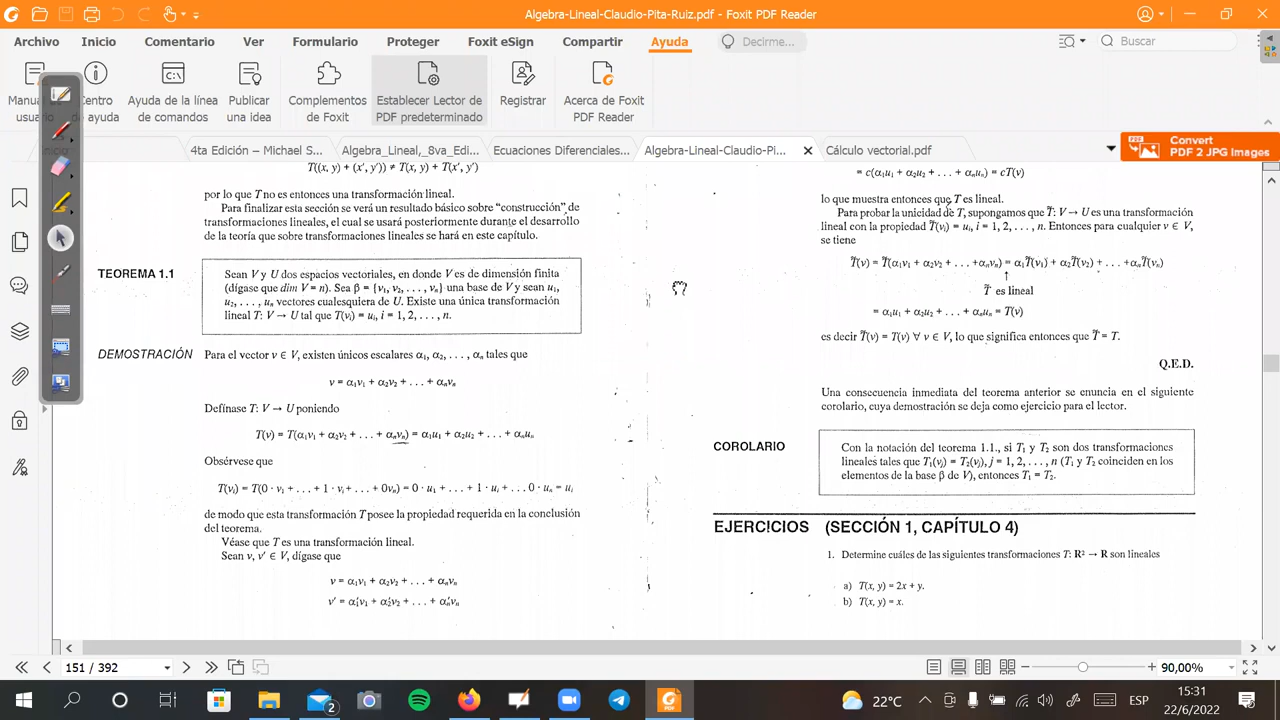 Algebra-Lineal-Claudio-Pita-Ruiz.pdf - Foxit PDF Reader
Archivo Inicio Comentario Ver Formulario Proteger Foxit eSign Compartir Ayuda Decirme... Buscar
Centro
Ayuda de la línea de comandos
Publicar una idea
Complementos de Foxit
Establecer Lector de PDF predeterminado
Registrar
Acerca de Foxit PDF Reader
4ta Edición – Michael S...
Algebra_Lineal,_4ta_Edi...
Ecuaciones Diferenciales...
Algebra-Lineal-Claudio-Pi...
Cálculo vectorial.pdf
Convert
PDF 2 JPG Images
T((x, y) + (x', y')) ≠ T(x, y) + T(x', y')
por lo que T no es entonces una transformación lineal.
Para finalizar esta sección se verá un resultado básico sobre “construcción” de
transformaciones lineales, el cual se usará posteriormente durante el desarrollo
de la teoría que sobre transformaciones lineales se hará en este capítulo.
TEOREMA 1.1
Sean V y U dos espacios vectoriales, en donde V es de dimensión finita
(dígase que dim V = n). Sea β = {v₁, v₂, . . . , vₙ} una base de V y sean u₁,
u₂, . . . , uₙ vectores cualesquiera de U. Existe una única transformación
lineal T: V → U tal que T(vᵢ) = uᵢ, i = 1, 2, . . . , n.
DEMOSTRACIÓN Para el vector v ∈ V, existen únicos escalares α₁, α₂, . . . , αₙ tales que
v = α₁v₁ + α₂v₂ + . . . + αₙvₙ
Defínase T: V → U poniendo
T(v) = T(α₁v₁ + α₂v₂ + . . . + αₙvₙ) = α₁u₁ + α₂u₂ + . . . + αₙuₙ
Obsérvese que
T(vᵢ) = T(0 · v₁ + . . . + 1 · vᵢ + . . . + 0vₙ) = 0 · u₁ + . . . + 1 · uᵢ + . . . 0 · uₙ = uᵢ
de modo que esta transformación T posee la propiedad requerida en la conclusión
del teorema.
Véase que T es una transformación lineal.
Sean v, v' ∈ V, dígase que
v = α₁v₁ + α₂v₂ + . . . + αₙvₙ
v' = α'₁v₁ + α'₂v₂ + . . . + α'ₙvₙ
= c(α₁u₁ + α₂u₂ + . . . + αₙuₙ) = cT(v)
lo que muestra entonces que T es lineal.
Para probar la unicidad de T, supongamos que T̃: V → U es una transformación
lineal con la propiedad T̃(vᵢ) = uᵢ, i = 1, 2, . . . , n. Entonces para cualquier v ∈ V,
se tiene
T̃(v) = T̃(α₁v₁ + α₂v₂ + . . . +αₙvₙ) = α₁T̃(v₁) + α₂T̃(v₂) + . . . +αₙT̃(vₙ)
↑
T̃ es lineal
= α₁u₁ + α₂u₂ + . . . + αₙuₙ = T(v)
es decir T̃(v) = T(v) ∀ v ∈ V, lo que significa entonces que T̃ = T.
Q.E.D.
Una consecuencia inmediata del teorema anterior se enuncia en el siguiente
corolario, cuya demostración se deja como ejercicio para el lector.
COROLARIO
Con la notación del teorema 1.1., si T₁ y T₂ son dos transformaciones
lineales tales que T₁(vⱼ) = T₂(vⱼ), j = 1, 2, . . . , n (T₁ y T₂ coinciden en los
elementos de la base β de V), entonces T₁ = T₂.
EJERCICIOS (SECCIÓN 1, CAPÍTULO 4)
1. Determine cuáles de las siguientes transformaciones T: R² → R son lineales
a) T(x, y) = 2x + y.
b) T(x, y) = x.
151 / 392
90,00%
2
22°C
ESP
15:31
22/6/2022